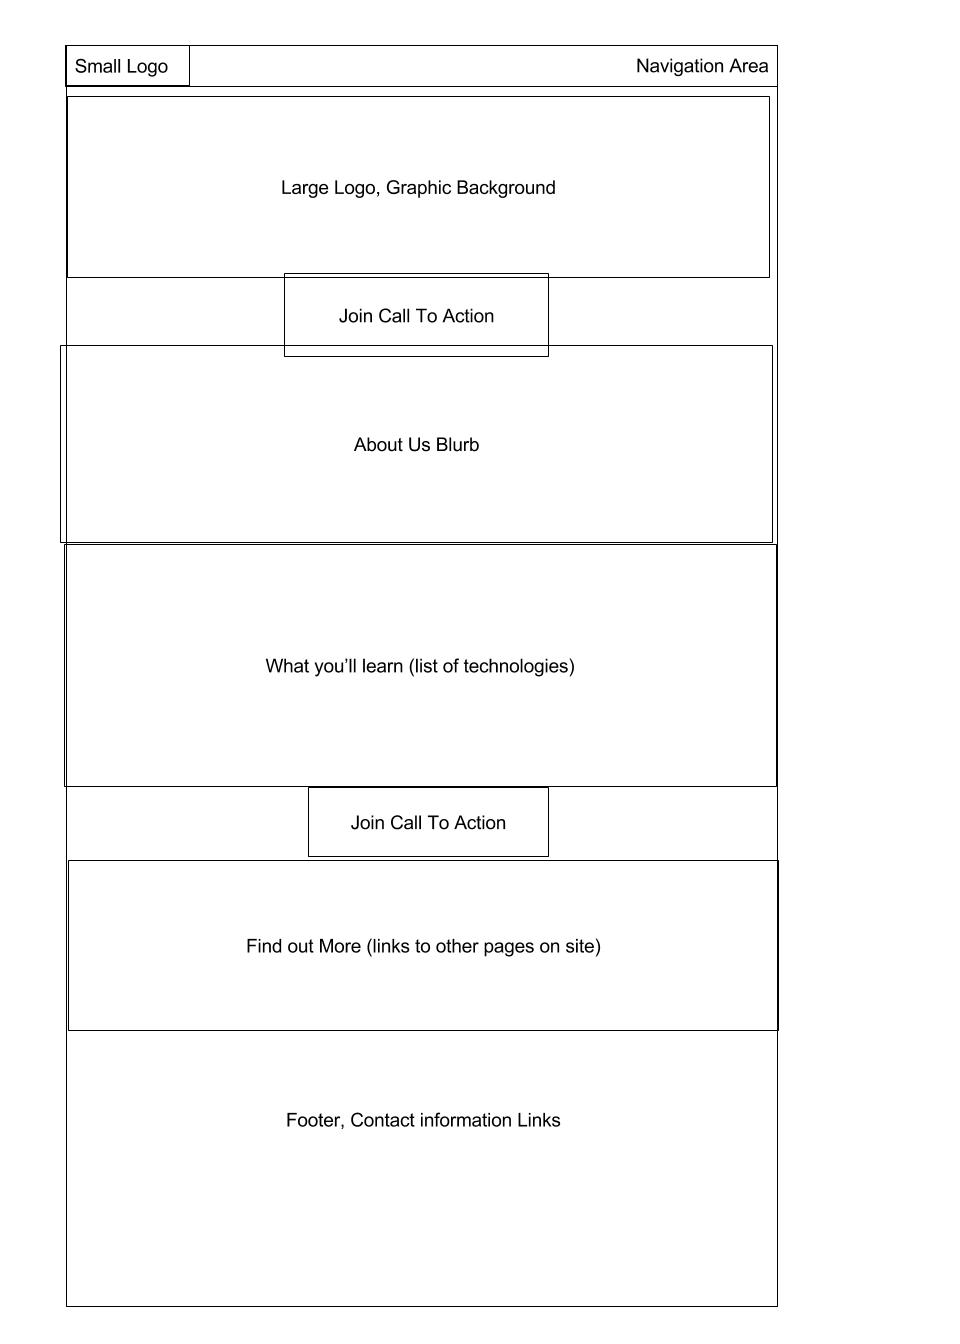 Small Logo
Navigation Area
Large Logo, Graphic Background
Join Call To Action
About Us Blurb
What you’ll learn (list of technologies)
Join Call To Action
Find out More (links to other pages on site)
Footer, Contact information Links